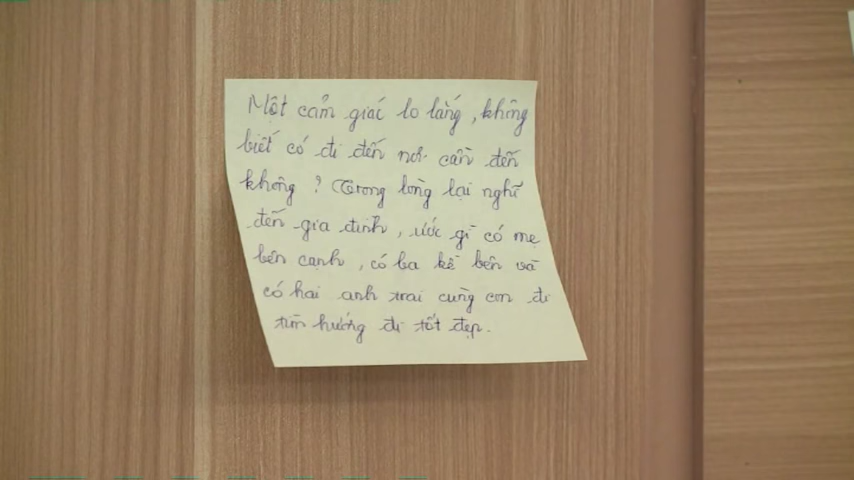 Một cảm giác lo lắng, không
biết có đi đến nơi cần đến
không? Trong lòng lại nghĩ
đến gia đình, ước gì có mẹ
bên cạnh, có ba kề bên và
có hai anh trai cùng con đi
tìm hướng đi tốt đẹp.